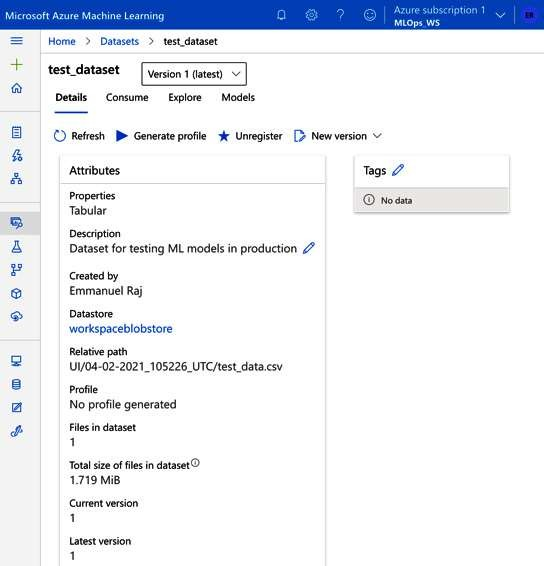 Microsoft Azure Machine Learning
Azure subscription 1
MLOps_WS
ER
Home > Datasets > test_dataset
test_dataset
Version 1 (latest)
Details Consume Explore Models
Refresh Generate profile Unregister New version
Attributes
Properties
Tabular
Description
Dataset for testing ML models in production
Created by
Emmanuel Raj
Datastore
workspaceblobstore
Relative path
UI/04-02-2021_105226_UTC/test_data.csv
Profile
No profile generated
Files in dataset
1
Total size of files in dataset
1.719 MiB
Current version
1
Latest version
1
Tags
No data